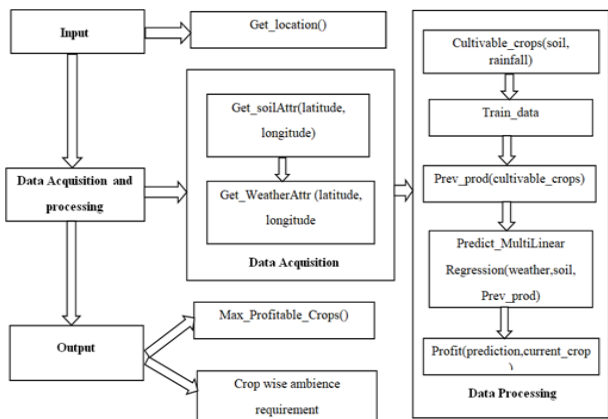 Input
Get_location()
Data Acquisition and
processing
Get_soilAttr(latitude,
longitude)
Get_WeatherAttr (latitude,
longitude
Data Acquisition
Cultivable_crops(soil,
rainfall)
Train_data
Prev_prod(cultivable_crops)
Predict_MultiLinear
Regression(weather,soil,
Prev_prod)
Profit(prediction,current_crop
)
Data Processing
Output
Max_Profitable_Crops()
Crop wise ambience
requirement